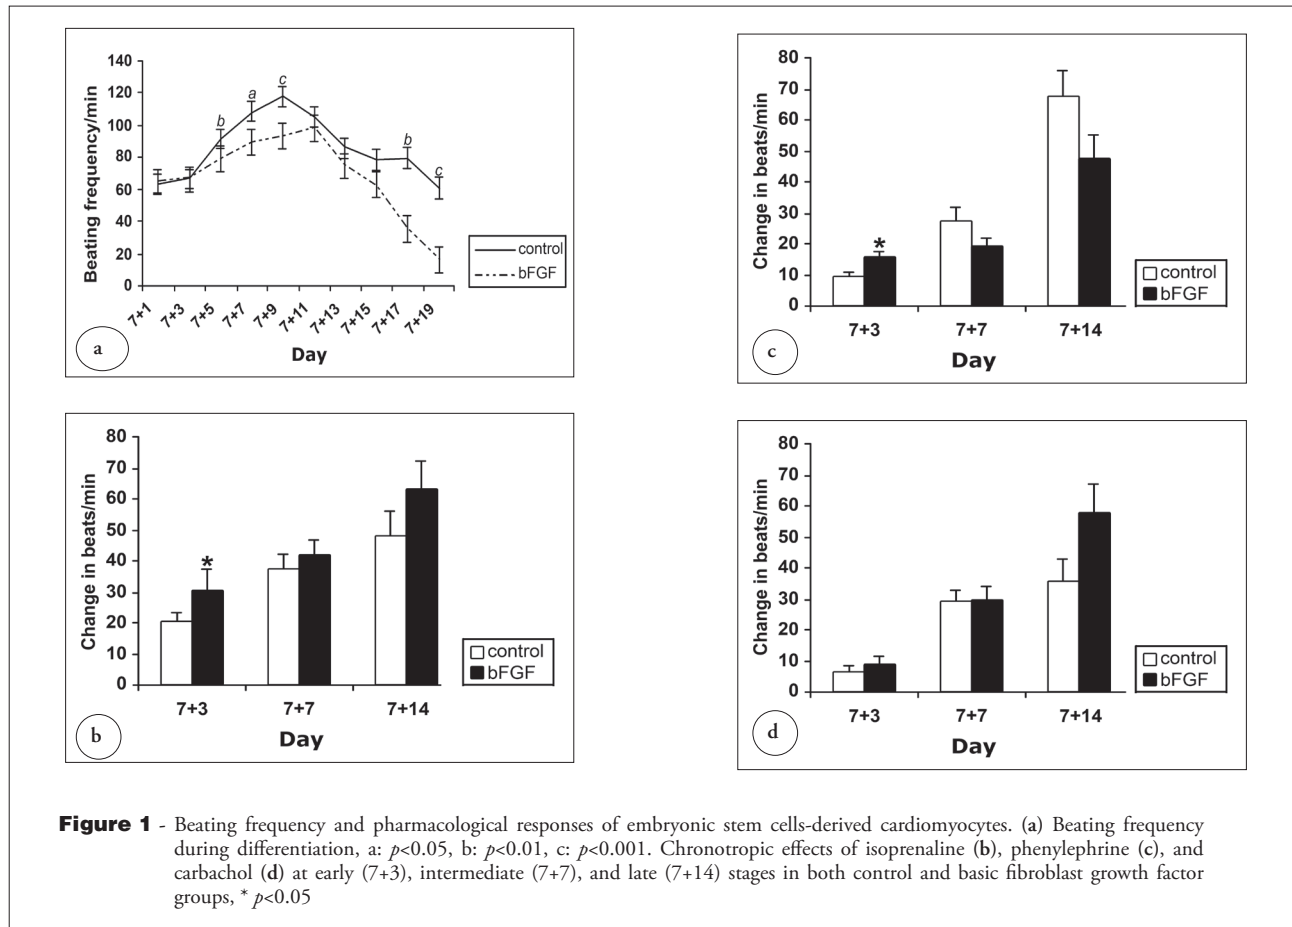 140
120
100
80
60
40
20
0
Beating frequency/min
b
a
c
b
c
control
bFGF
7+1 7+3 7+5 7+7 7+9 7+11 7+13 7+15 7+17 7+19
Day
a
80
70
60
50
40
30
20
10
0
Change in beats/min
*
control
bFGF
7+3 7+7 7+14
Day
c
80
70
60
50
40
30
20
10
0
Change in beats/min
*
control
bFGF
7+3 7+7 7+14
Day
b
80
70
60
50
40
30
20
10
0
Change in beats/min
control
bFGF
7+3 7+7 7+14
Day
d
Figure 1 - Beating frequency and pharmacological responses of embryonic stem cells-derived cardiomyocytes. (a) Beating frequency
during differentiation, a: p<0.05, b: p<0.01, c: p<0.001. Chronotropic effects of isoprenaline (b), phenylephrine (c), and
carbachol (d) at early (7+3), intermediate (7+7), and late (7+14) stages in both control and basic fibroblast growth factor
groups, * p<0.05